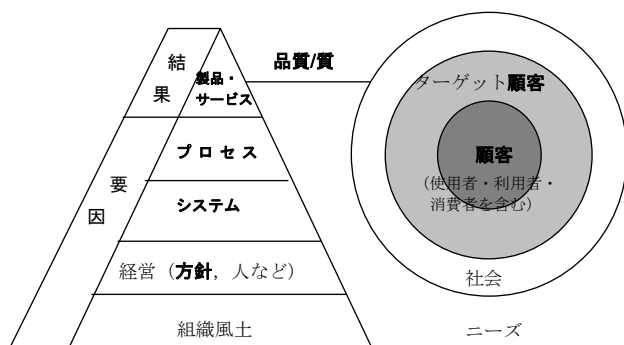 結果
製品・
サービス
品質/質
ターゲット顧客
顧客
（使用者・利用者・
消費者を含む）
社会
ニーズ
要因
プロセス
システム
経営（方針，人など）
組織風土